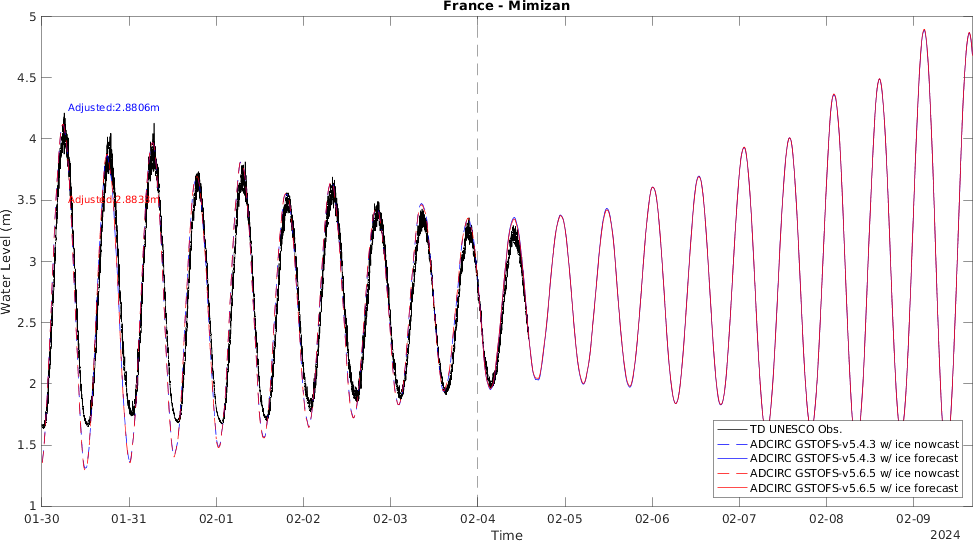 France - Mimizan
5
4.5
4
3.5
3
2.5
2
1.5
1
Water Level (m)
Adjusted:2.8806m
TD UNESCO Obs.
ADCIRC GSTOFS-v5.4.3 w/ ice nowcast
ADCIRC GSTOFS-v5.4.3 w/ ice forecast
ADCIRC GSTOFS-v5.6.5 w/ ice nowcast
ADCIRC GSTOFS-v5.6.5 w/ ice forecast
01-30 01-31 02-01 02-02 02-03 02-04 02-05 02-06 02-07 02-08 02-09
Time
2024